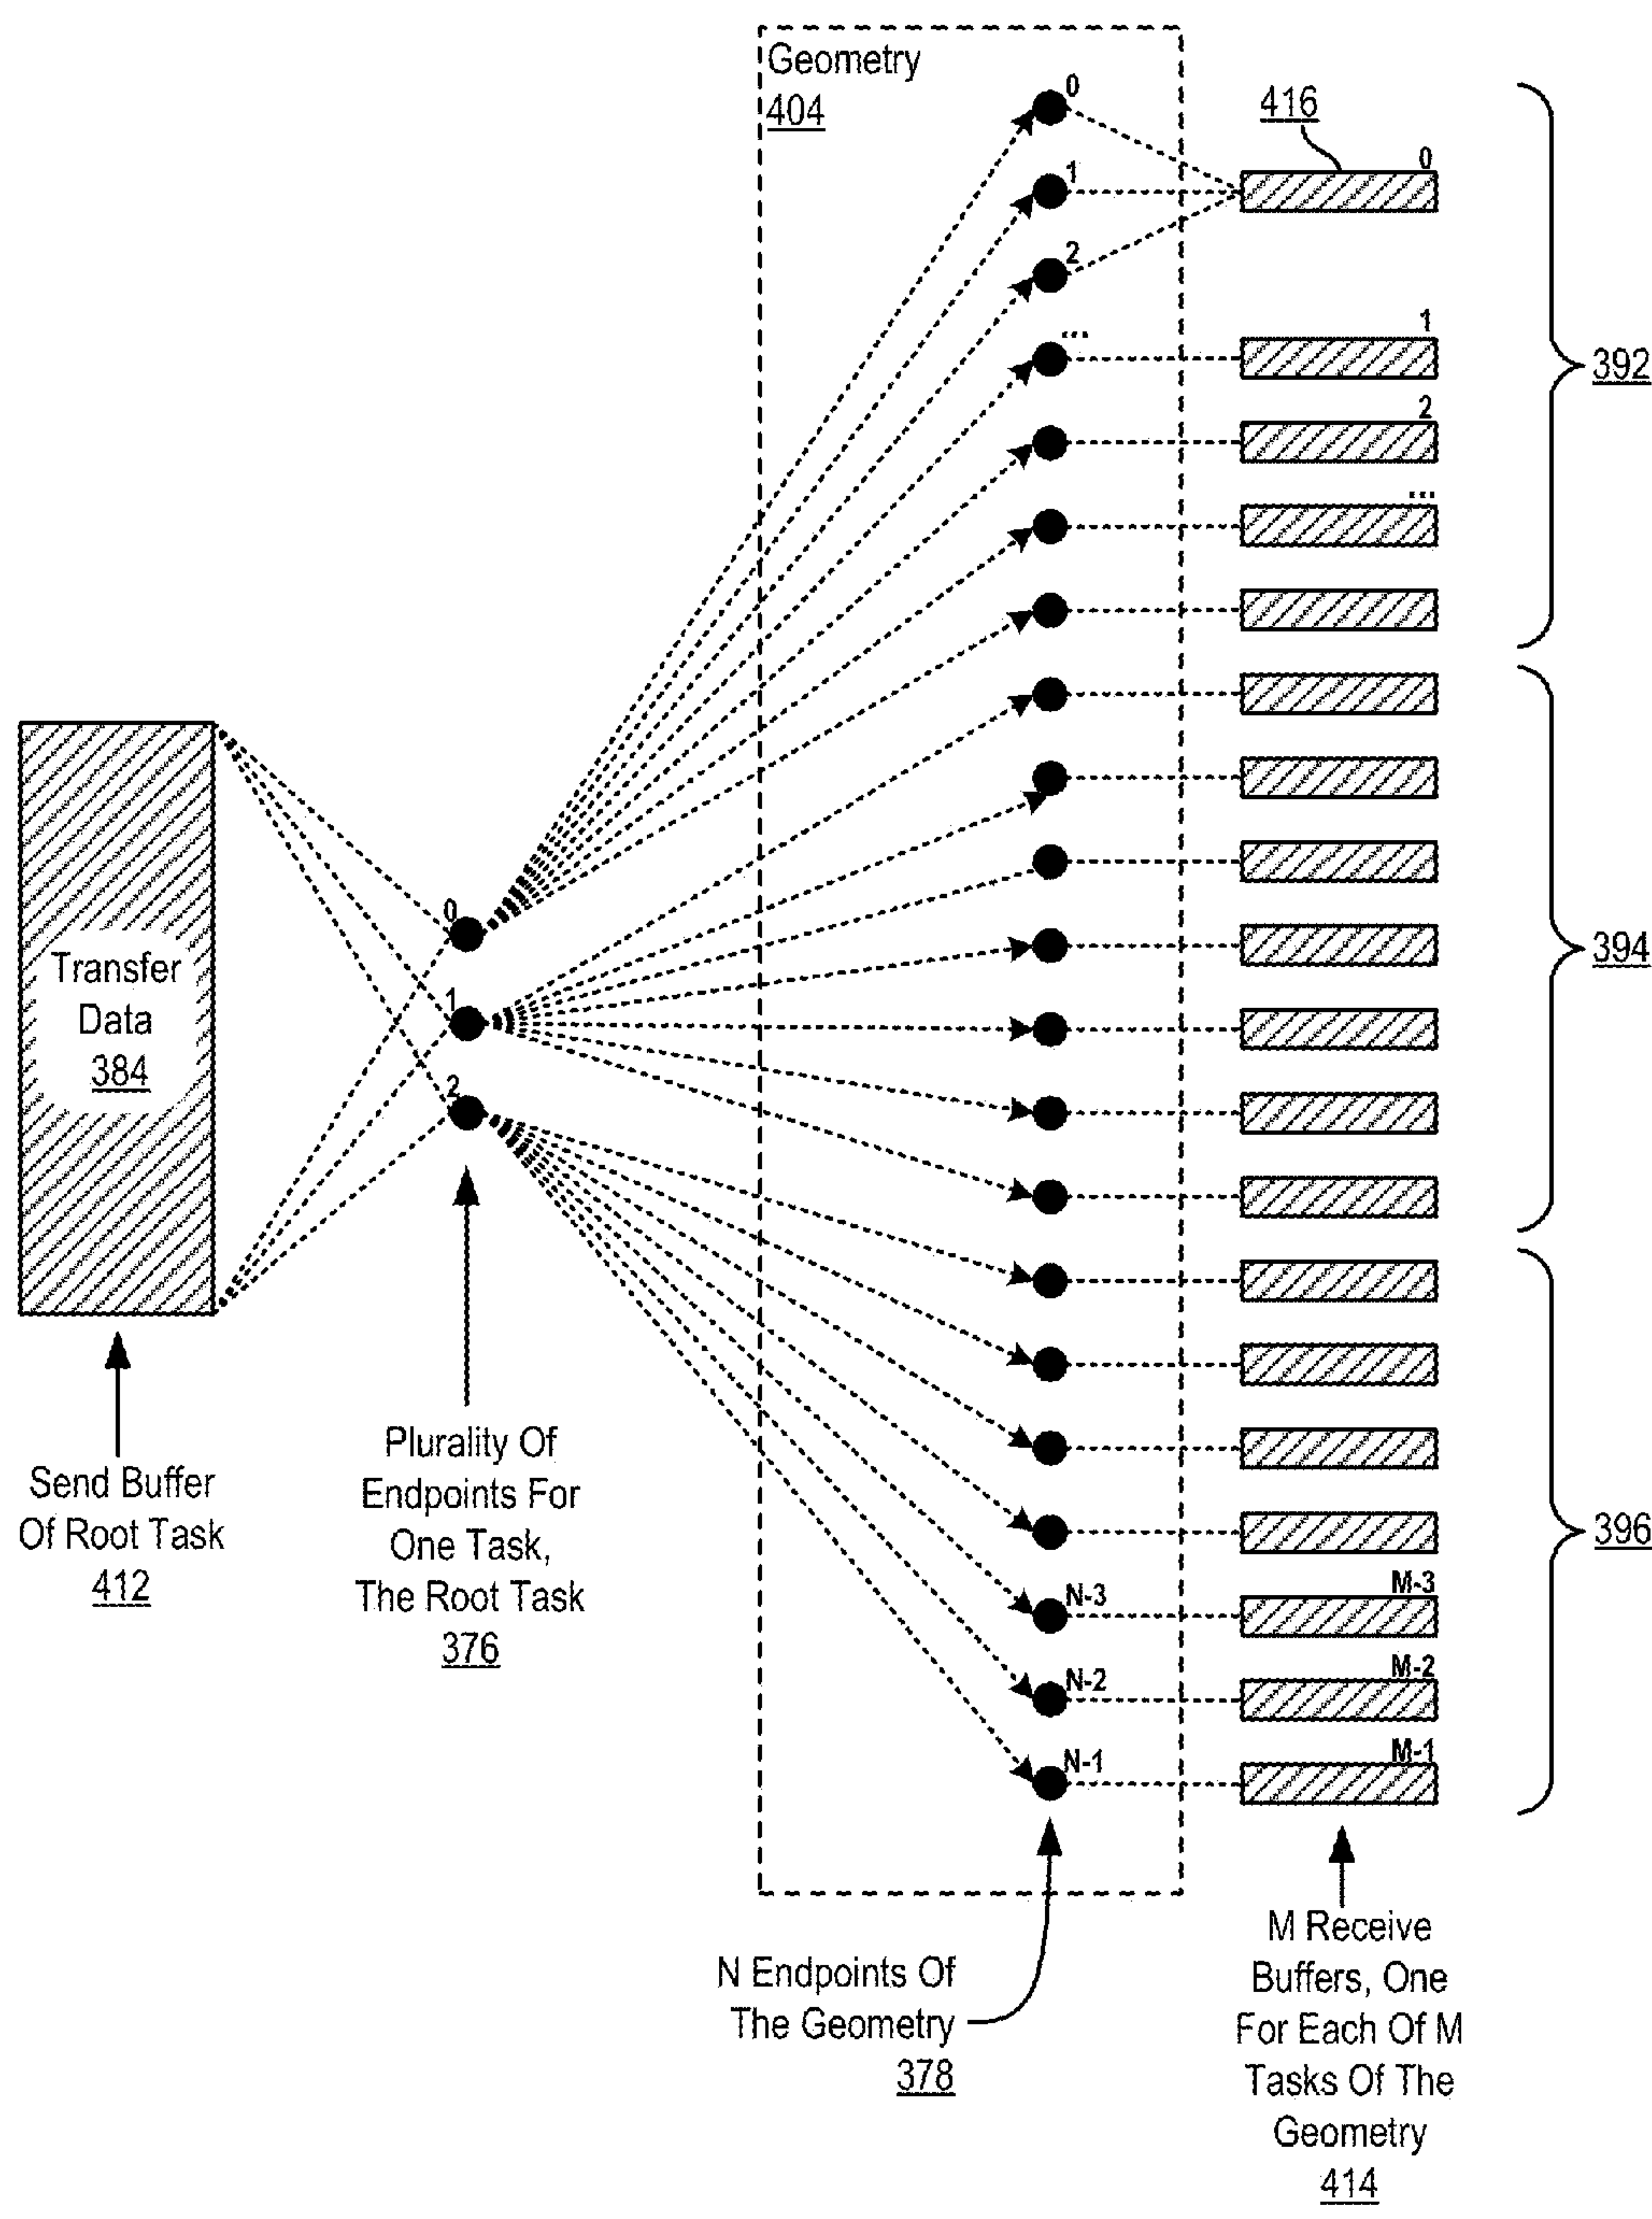 Geometry
404
0
1
2
...
416
0
1
2
...
392
394
396
Transfer
Data
384
0
1
2
N-3
N-2
N-1
M-3
M-2
M-1
Send Buffer
Of Root Task
412
Plurality Of
Endpoints For
One Task,
The Root Task
376
N Endpoints Of
The Geometry
378
M Receive
Buffers, One
For Each Of M
Tasks Of The
Geometry
414